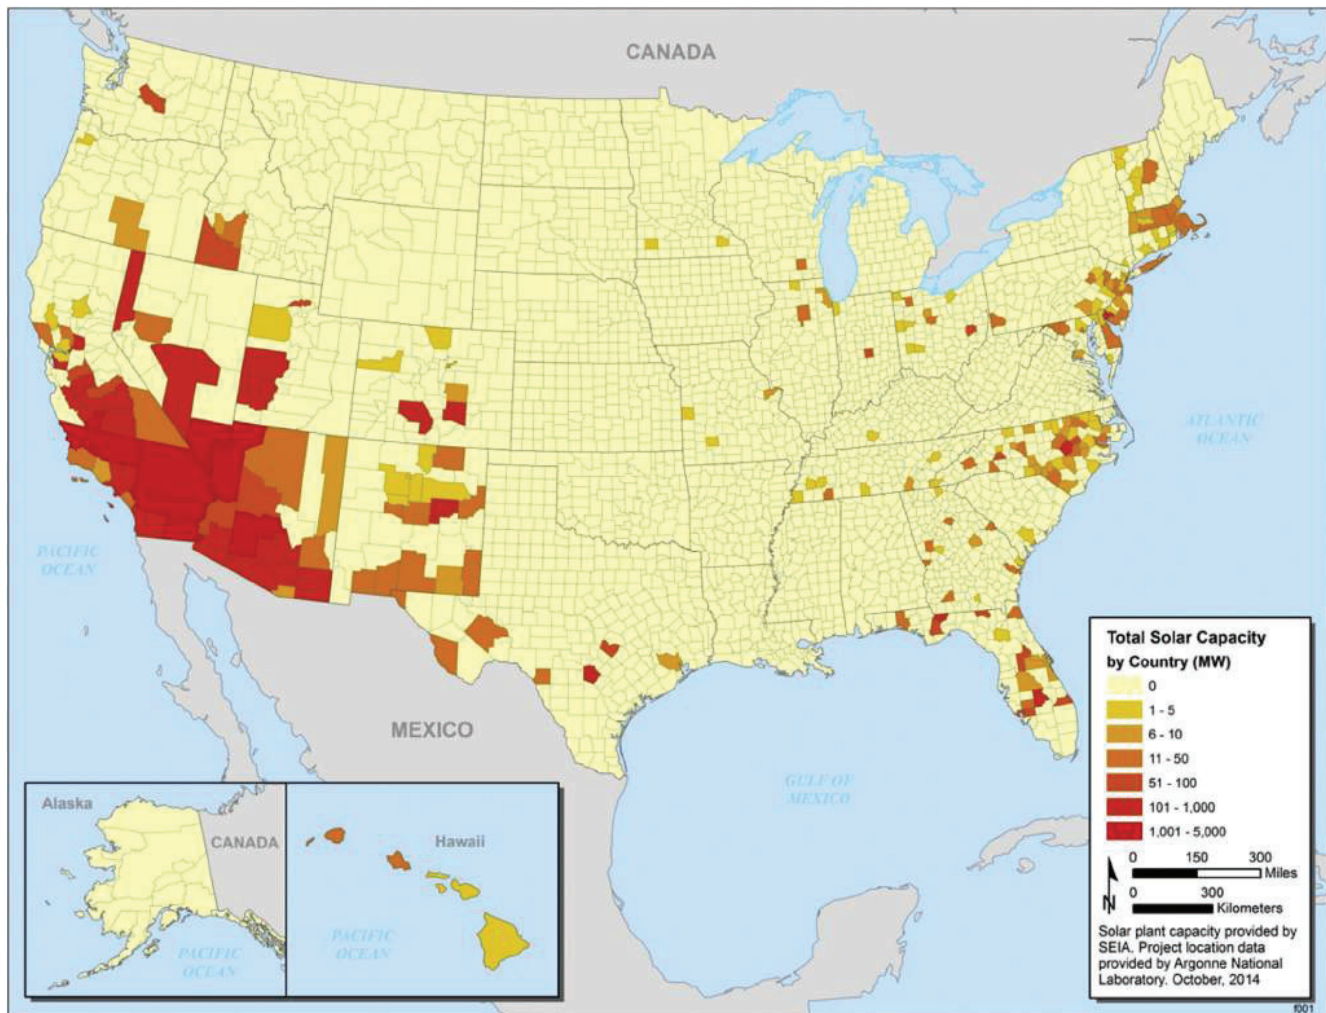 CANADA
ATLANTIC
OCEAN
PACIFIC
OCEAN
MEXICO
GULF OF
MEXICO
Total Solar Capacity
by Country (MW)
0
1 - 5
6 - 10
11 - 50
51 - 100
101 - 1,000
1,001 - 5,000
0 150 300
Miles
0 300
Kilometers
N
Solar plant capacity provided by
SEIA. Project location data
provided by Argonne National
Laboratory. October, 2014
Alaska
CANADA
PACIFIC
OCEAN
Hawaii
PACIFIC
OCEAN
f001